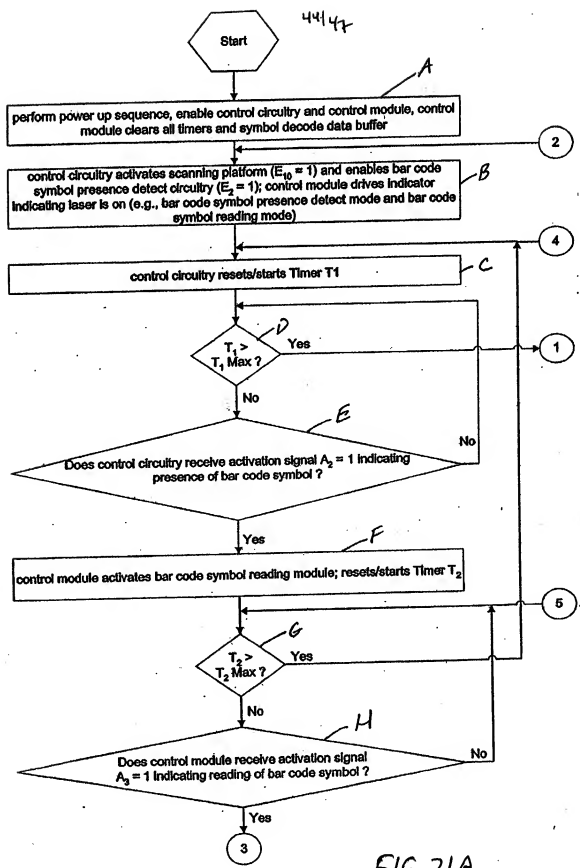 44/47
Start
A
perform power up sequence, enable control circuitry and control module, control
module clears all timers and symbol decode data buffer
2
control circuitry activates scanning platform (E10 = 1) and enables bar code
symbol presence detect circuitry (E2 = 1); control module drives indicator
indicating laser is on (e.g., bar code symbol presence detect mode and bar code
symbol reading mode)
B
4
control circuitry resets/starts Timer T1
C
D
T1 >
T1 Max ?
Yes
1
No
E
No
Does control circuitry receive activation signal A2 = 1 indicating
presence of bar code symbol ?
Yes
F
control module activates bar code symbol reading module; resets/starts Timer T2
5
G
T2 >
T2 Max ?
Yes
No
H
Does control module receive activation signal
A3 = 1 indicating reading of bar code symbol ?
No
Yes
3
FIG. 21A